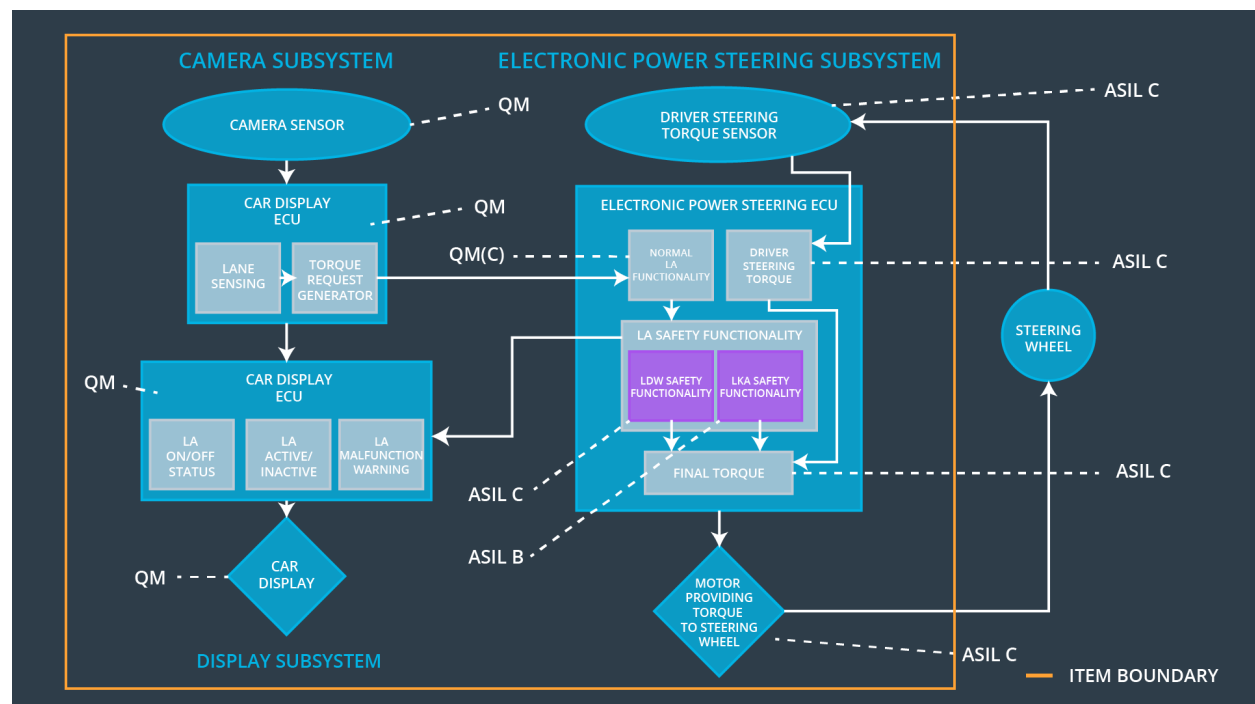 CAMERA SUBSYSTEM
ELECTRONIC POWER STEERING SUBSYSTEM
CAMERA SENSOR
QM
DRIVER STEERING
TORQUE SENSOR
ASIL C
CAR DISPLAY
ECU
QM
LANE
SENSING
TORQUE
REQUEST
GENERATOR
ELECTRONIC POWER STEERING ECU
QM(C)
NORMAL
LA
FUNCTIONALITY
DRIVER
STEERING
TORQUE
ASIL C
LA SAFETY FUNCTIONALITY
LDW SAFETY
FUNCTIONALITY
LKA SAFETY
FUNCTIONALITY
STEERING
WHEEL
QM
CAR DISPLAY
ECU
LA
ON/OFF
STATUS
LA
ACTIVE/
INACTIVE
LA
MALFUNCTION
WARNING
FINAL TORQUE
ASIL C
ASIL C
ASIL B
QM
CAR
DISPLAY
MOTOR
PROVIDING
TORQUE
TO STEERING
WHEEL
ASIL C
DISPLAY SUBSYSTEM
ITEM BOUNDARY